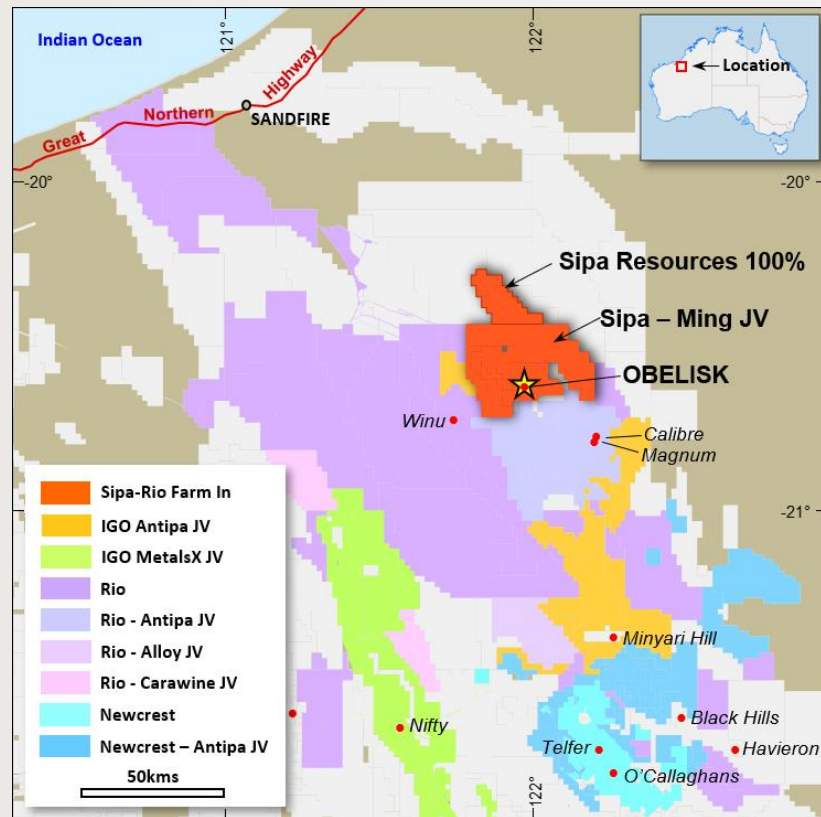 Indian Ocean
121°
122°
Location
Great Northern Highway
SANDFIRE
-20°
-20°
Sipa Resources 100%
Sipa – Ming JV
OBELISK
Winu
Calibre
Magnum
-21°
Sipa-Rio Farm In
IGO Antipa JV
IGO MetalsX JV
Rio
Rio - Antipa JV
Rio - Alloy JV
Rio - Carawine JV
Newcrest
Newcrest – Antipa JV
50kms
Minyari Hill
Nifty
Black Hills
Telfer
Havieron
O'Callaghans
121°
122°